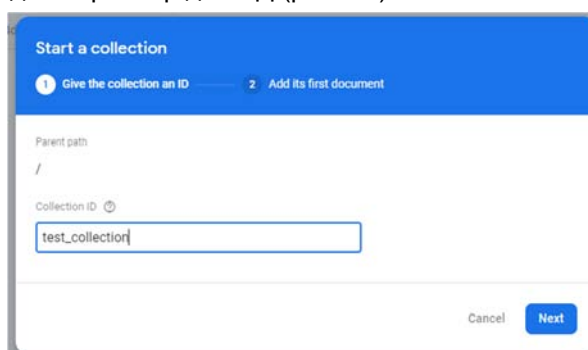 Start a collection
1 Give the collection an ID 2 Add its first document
Parent path
/
Collection ID
test_collection
Cancel Next